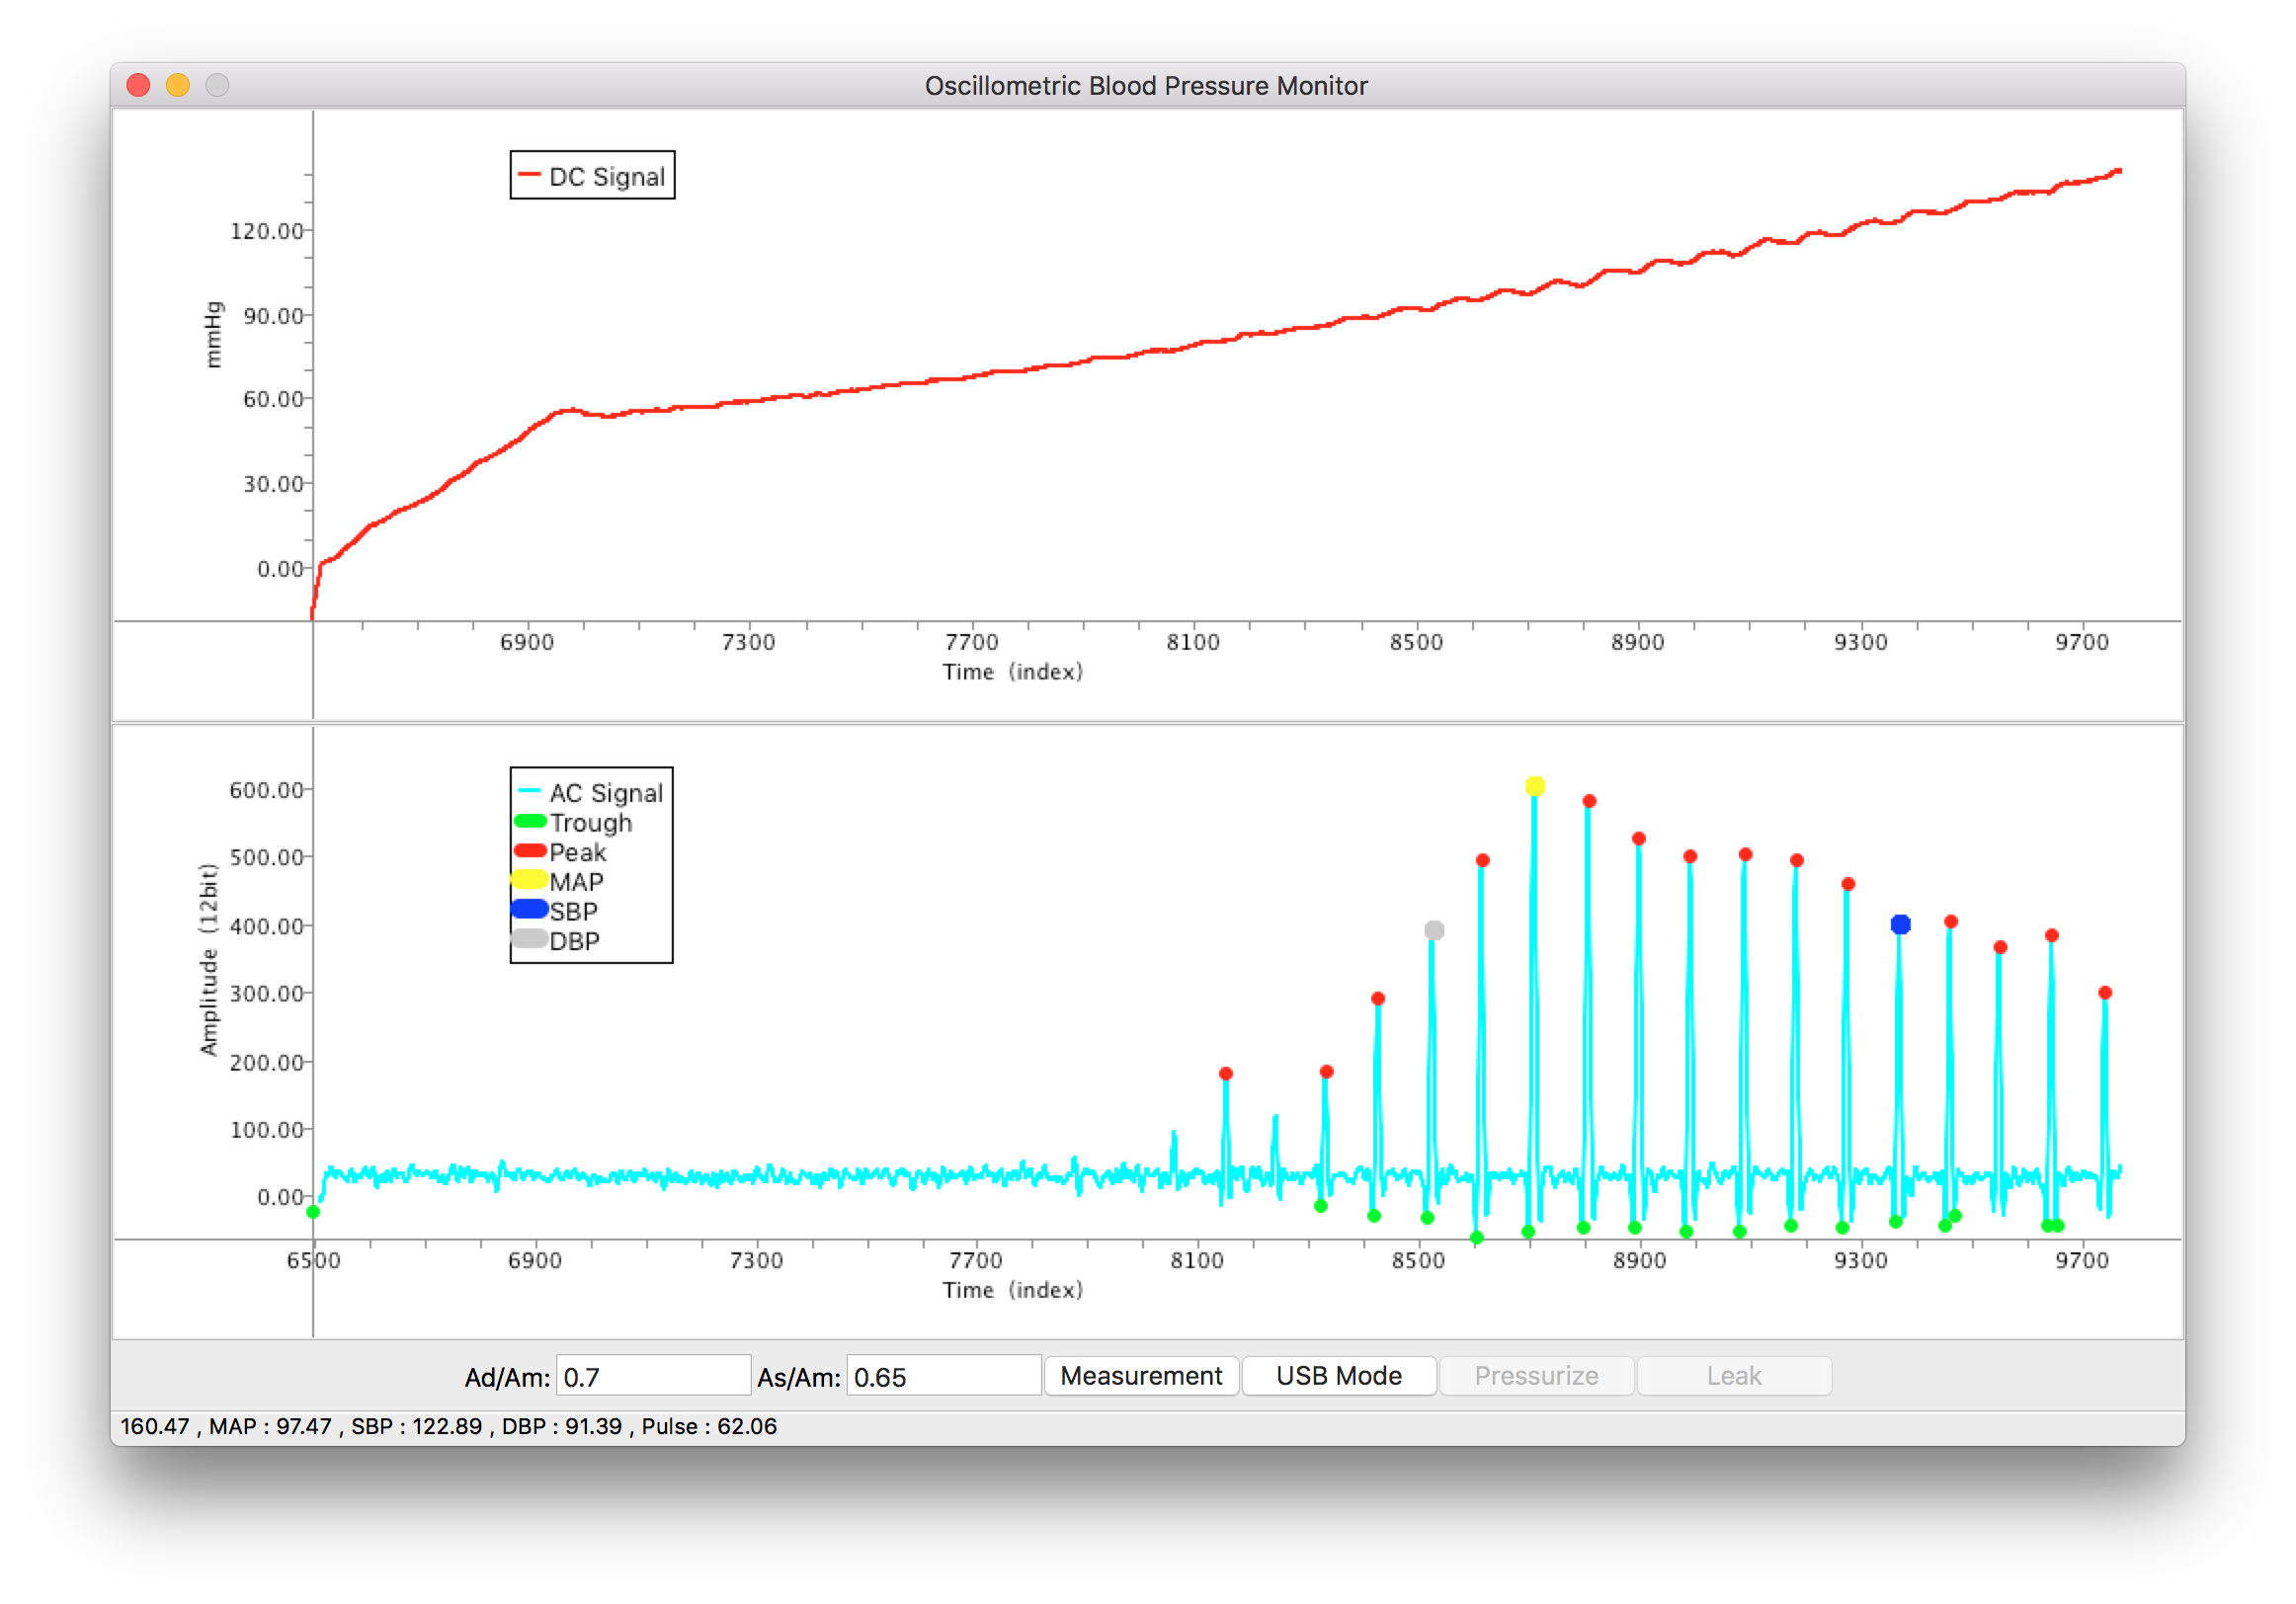 Oscillometric Blood Pressure Monitor
DC Signal
120.00
90.00
60.00
30.00
0.00
mmHg
6900 7300 7700 8100 8500 8900 9300 9700
Time (index)
AC Signal
Trough
Peak
MAP
SBP
DBP
600.00
500.00
400.00
300.00
200.00
100.00
0.00
Amplitude (12bit)
6500 6900 7300 7700 8100 8500 8900 9300 9700
Time (index)
Ad/Am: 0.7 As/Am: 0.65 Measurement USB Mode Pressurize Leak
160.47 , MAP : 97.47 , SBP : 122.89 , DBP : 91.39 , Pulse : 62.06